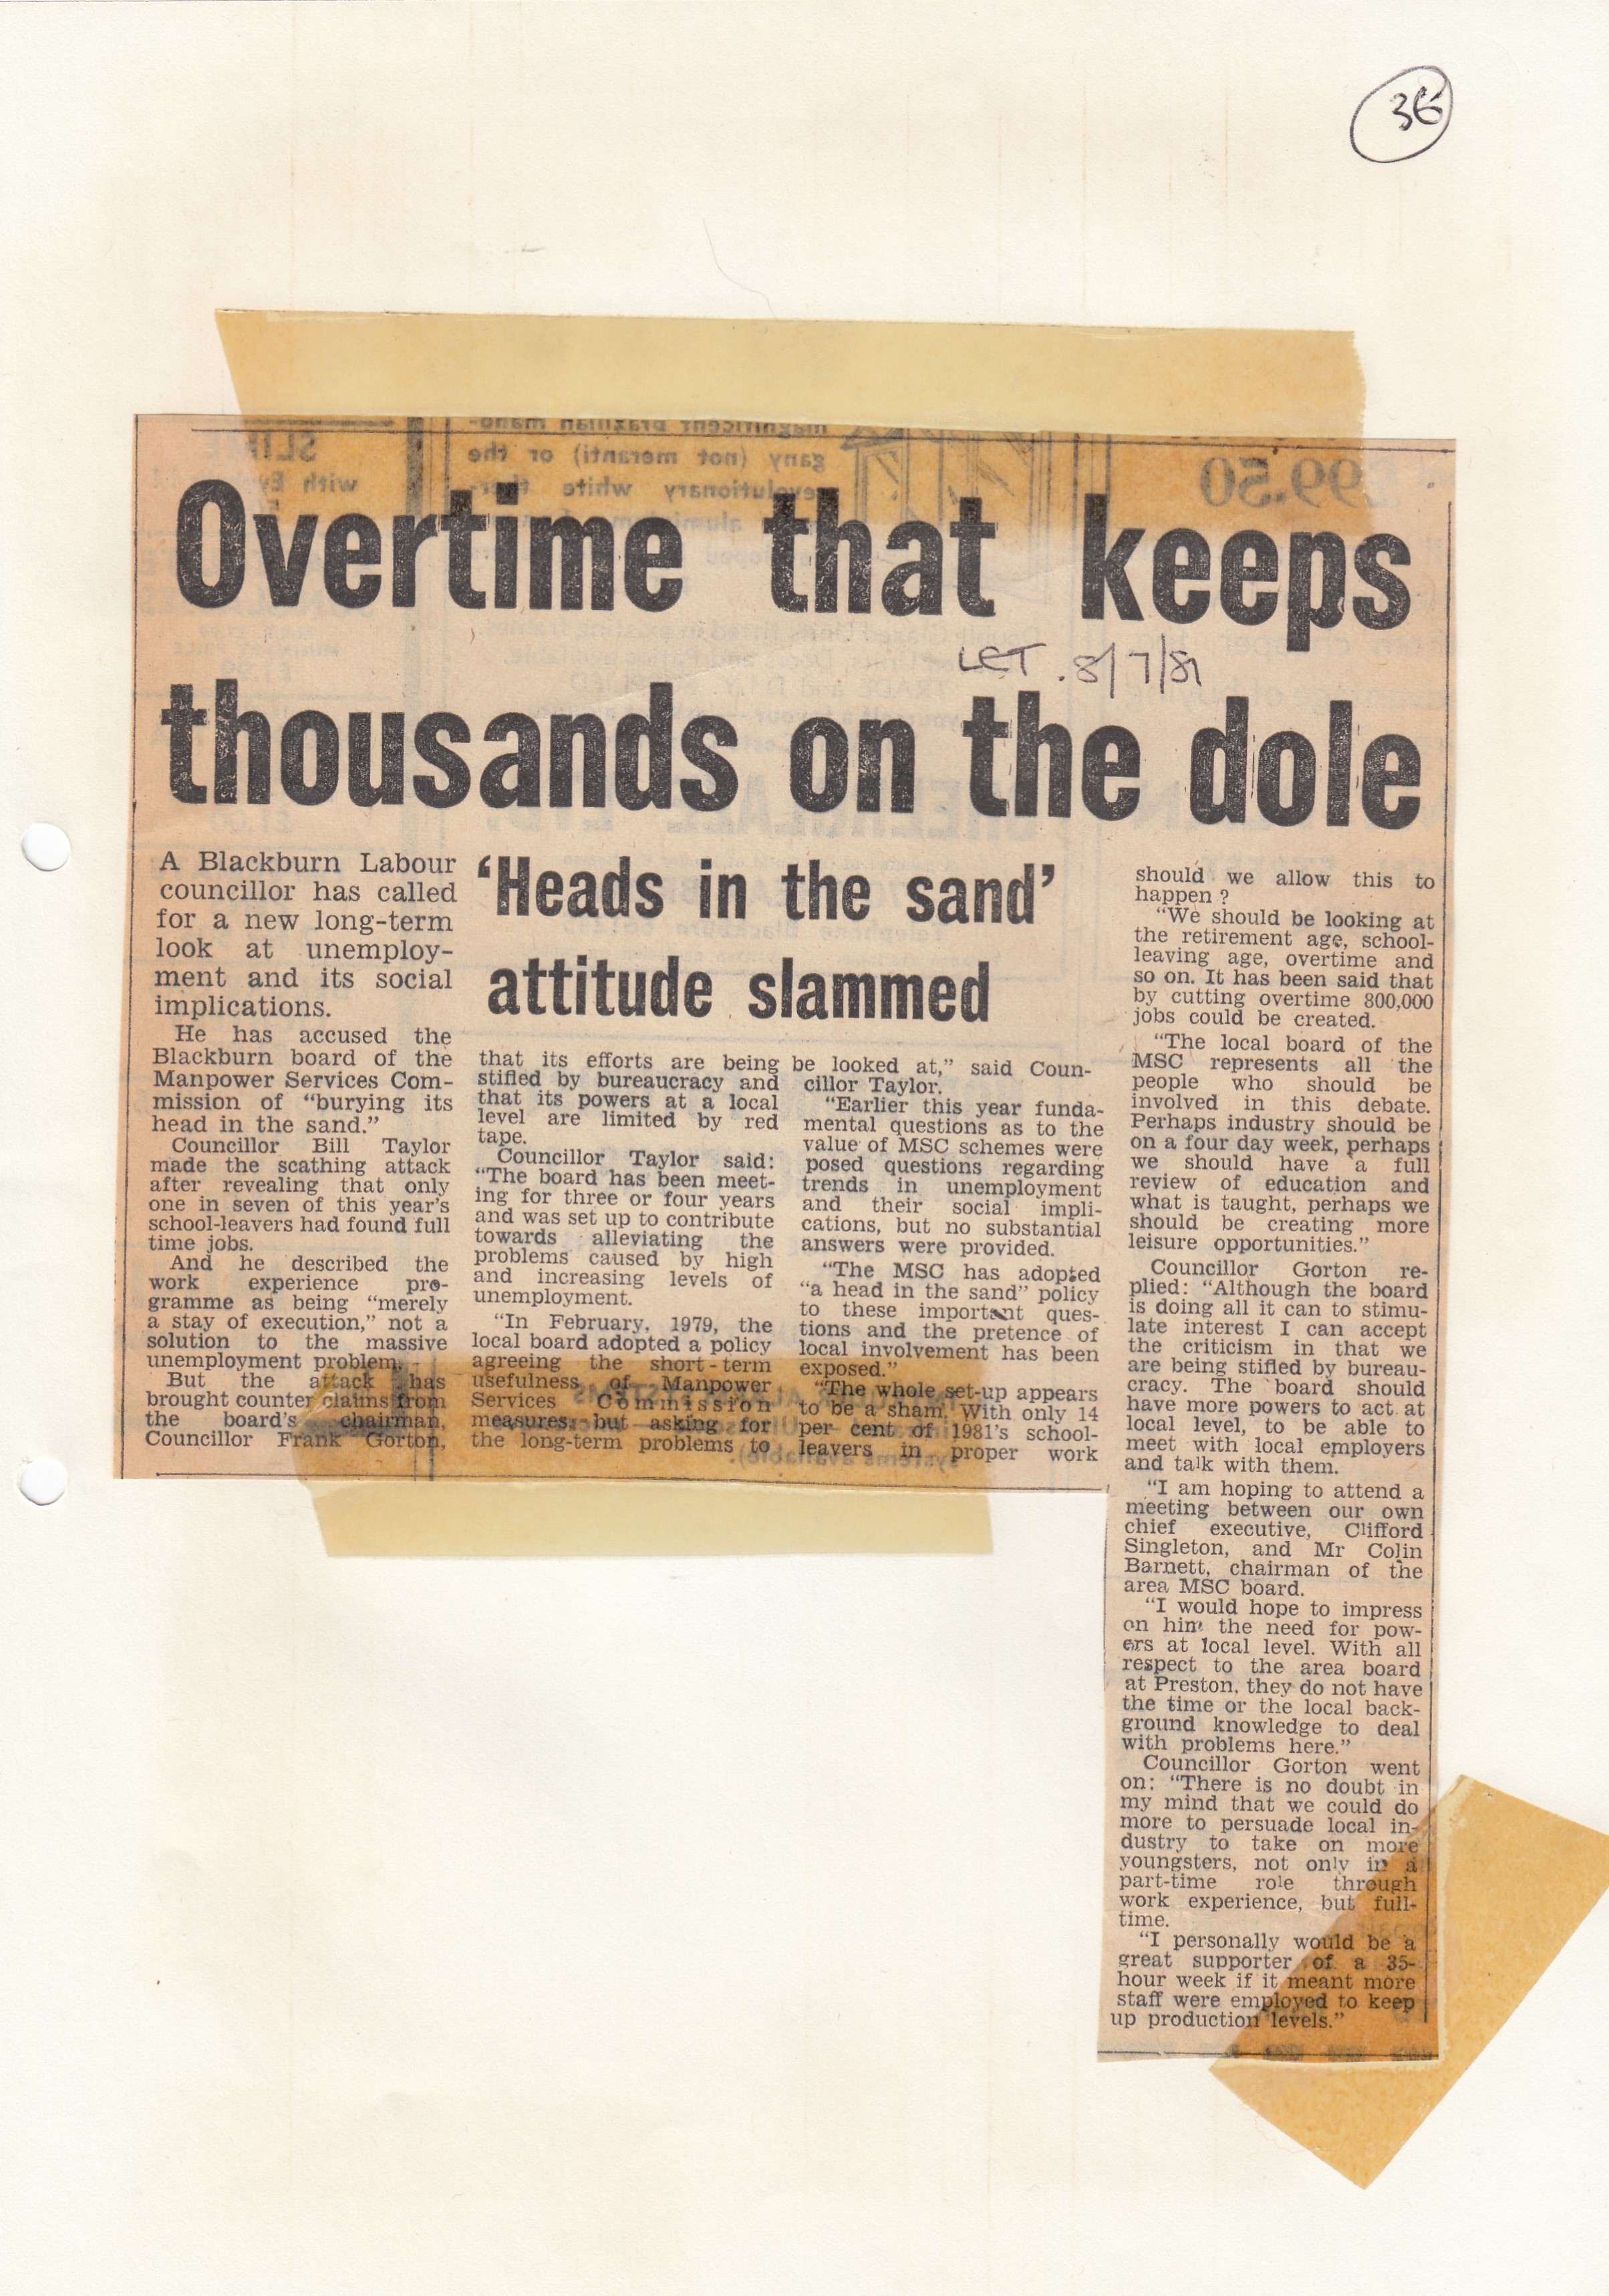 36
Overtime that keeps
LET. 8/7/81
thousands on the dole
‘Heads in the sand’
attitude slammed
A Blackburn Labour
councillor has called
for a new long-term
look at unemploy-
ment and its social
implications.
He has accused the
Blackburn board of the
Manpower Services Com-
mission of “burying its
head in the sand.”
Councillor Bill Taylor
made the scathing attack
after revealing that only
one in seven of this year’s
school-leavers had found full
time jobs.
And he described the
work experience pro-
gramme as being “merely
a stay of execution,” not a
solution to the massive
unemployment problem.
But the attack has
brought counter claims from
the board’s chairman,
Councillor Frank Gorton,
that its efforts are being
stifled by bureaucracy and
that its powers at a local
level are limited by red
tape.
Councillor Taylor said:
“The board has been meet-
ing for three or four years
and was set up to contribute
towards alleviating the
problems caused by high
and increasing levels of
unemployment.
“In February, 1979, the
local board adopted a policy
agreeing the short-term
usefulness of Manpower
Services Commission
measures, but asking for
the long-term problems to
be looked at,” said Coun-
cillor Taylor.
“Earlier this year funda-
mental questions as to the
value of MSC schemes were
posed questions regarding
trends in unemployment
and their social impli-
cations, but no substantial
answers were provided.
“The MSC has adopted
“a head in the sand” policy
to these important ques-
tions and the pretence of
local involvement has been
exposed.”
“The whole set-up appears
to be a sham. With only 14
per cent of 1981’s school-
leavers in proper work
should we allow this to
happen?
“We should be looking at
the retirement age, school-
leaving age, overtime and
so on. It has been said that
by cutting overtime 800,000
jobs could be created.
“The local board of the
MSC represents all the
people who should be
involved in this debate.
Perhaps industry should be
on a four day week, perhaps
we should have a full
review of education and
what is taught, perhaps we
should be creating more
leisure opportunities.”
Councillor Gorton re-
plied: “Although the board
is doing all it can to stimu-
late interest I can accept
the criticism in that we
are being stifled by bureau-
cracy. The board should
have more powers to act at
local level, to be able to
meet with local employers
and talk with them.
“I am hoping to attend a
meeting between our own
chief executive, Clifford
Singleton, and Mr Colin
Barnett, chairman of the
area MSC board.
“I would hope to impress
on him the need for pow-
ers at local level. With all
respect to the area board
at Preston, they do not have
the time or the local back-
ground knowledge to deal
with problems here.”
Councillor Gorton went
on: “There is no doubt in
my mind that we could do
more to persuade local in-
dustry to take on more
youngsters, not only in a
part-time role through
work experience, but full-
time.
“I personally would be a
great supporter of a 35-
hour week if it meant more
staff were employed to keep
up production levels.”